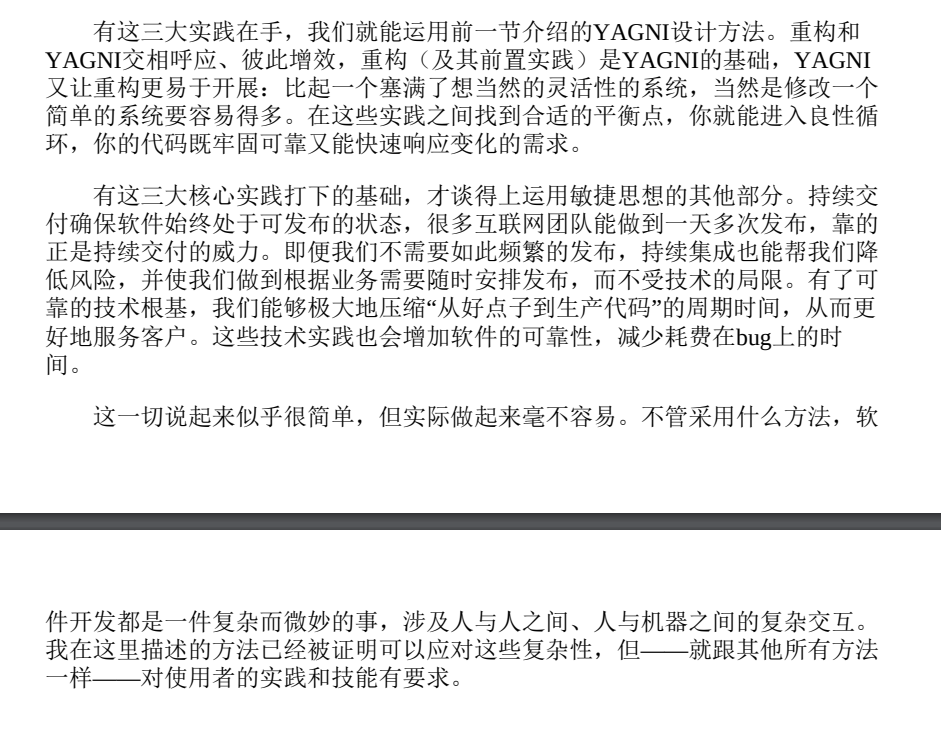 有这三大实践在手，我们就能运用前一节介绍的YAGNI设计方法。重构和
YAGNI交相呼应、彼此增效，重构（及其前置实践）是YAGNI的基础，YAGNI
又让重构更易于开展：比起一个塞满了想当然的灵活性的系统，当然是修改一个
简单的系统要容易得多。在这些实践之间找到合适的平衡点，你就能进入良性循
环，你的代码既牢固可靠又能快速响应变化的需求。
有这三大核心实践打下的基础，才谈得上运用敏捷思想的其他部分。持续交
付确保软件始终处于可发布的状态，很多互联网团队能做到一天多次发布，靠的
正是持续交付的威力。即便我们不需要如此频繁的发布，持续集成也能帮我们降
低风险，并使我们做到根据业务需要随时安排发布，而不受技术的局限。有了可
靠的技术根基，我们能够极大地压缩“从好点子到生产代码”的周期时间，从而更
好地服务客户。这些技术实践也会增加软件的可靠性，减少耗费在bug上的时
间。
这一切说起来似乎很简单，但实际做起来毫不容易。不管采用什么方法，软
件开发都是一件复杂而微妙的事，涉及人与人之间、人与机器之间的复杂交互。
我在这里描述的方法已经被证明可以应对这些复杂性，但——就跟其他所有方法
一样——对使用者的实践和技能有要求。